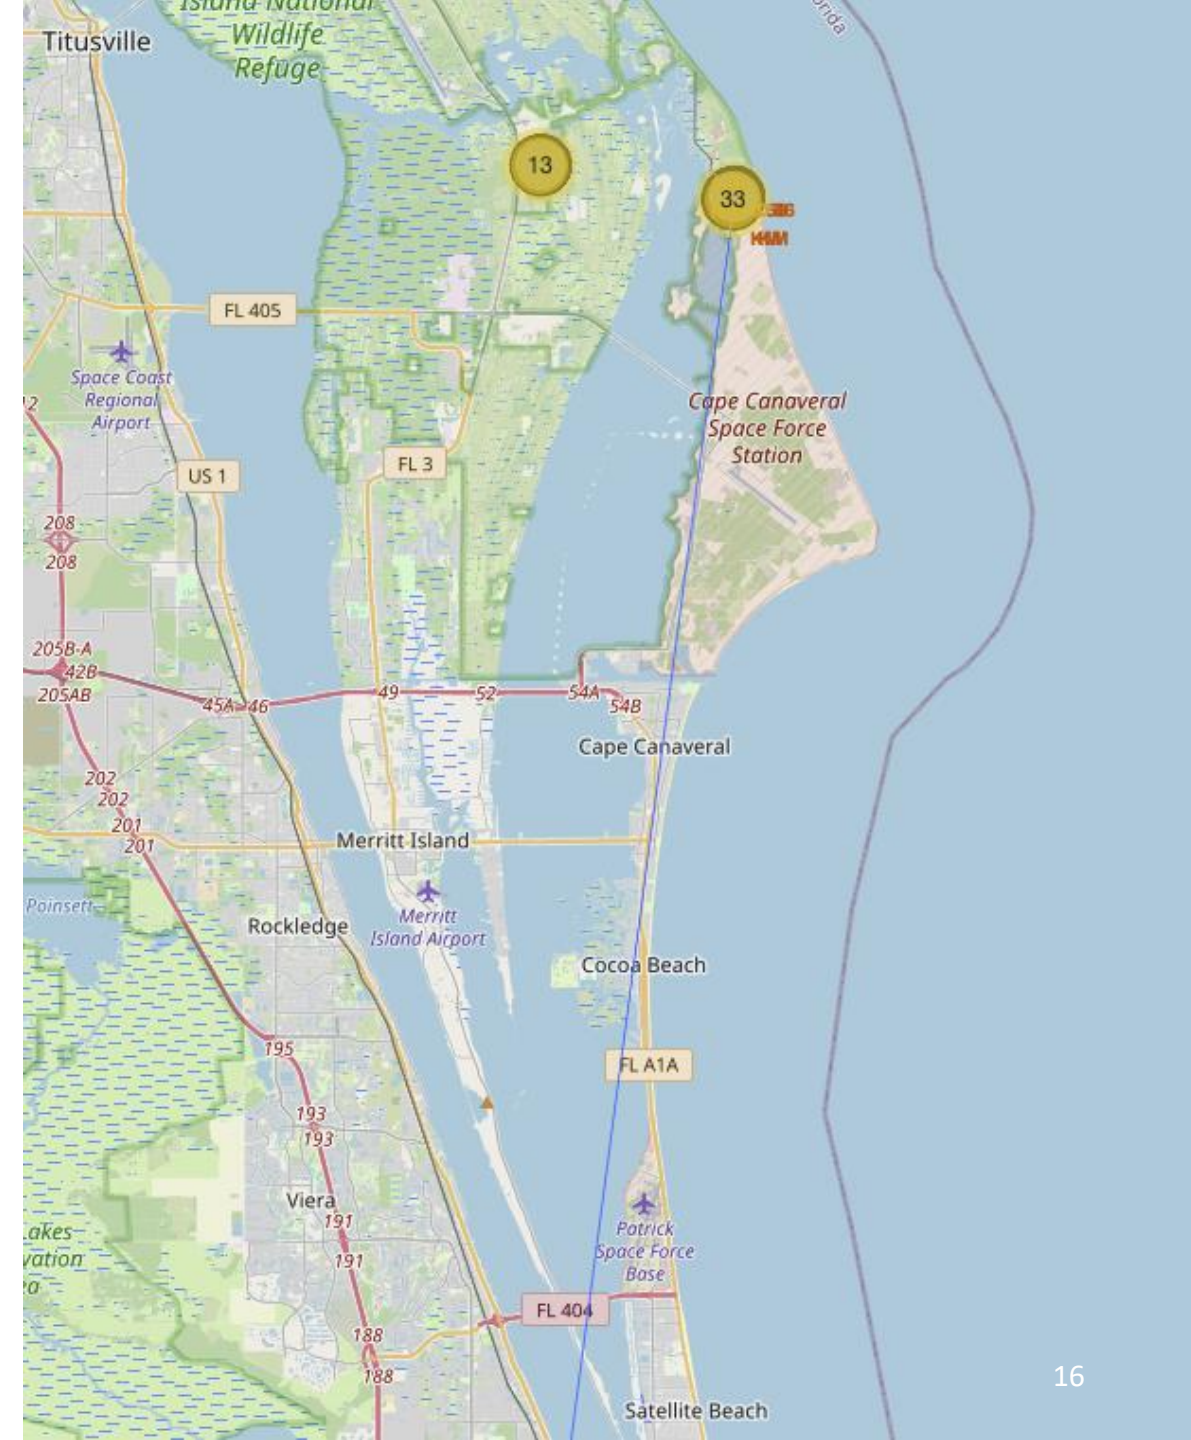 Island National
Wildlife
Refuge
Titusville
13
33
FL 405
Space Coast
Regional
Airport
Cape Canaveral
Space Force
Station
FL 3
US 1
208
208
205B-A
42B
205AB
45A
46
49
52
54A
54B
Cape Canaveral
202
202
201
201
Merritt Island
Poinsett
Merritt
Island Airport
Rockledge
Cocoa Beach
195
FL A1A
193
193
Viera
191
191
Patrick
Space Force
Base
FL 404
188
188
16
Satellite Beach